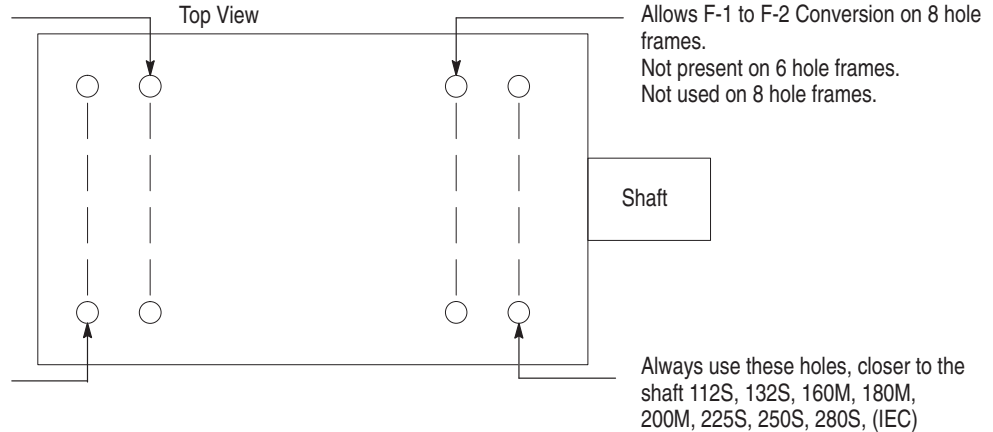 Top View
Allows F-1 to F-2 Conversion on 8 hole
frames.
Not present on 6 hole frames.
Not used on 8 hole frames.
Shaft
Always use these holes, closer to the
shaft 112S, 132S, 160M, 180M,
200M, 225S, 250S, 280S, (IEC)